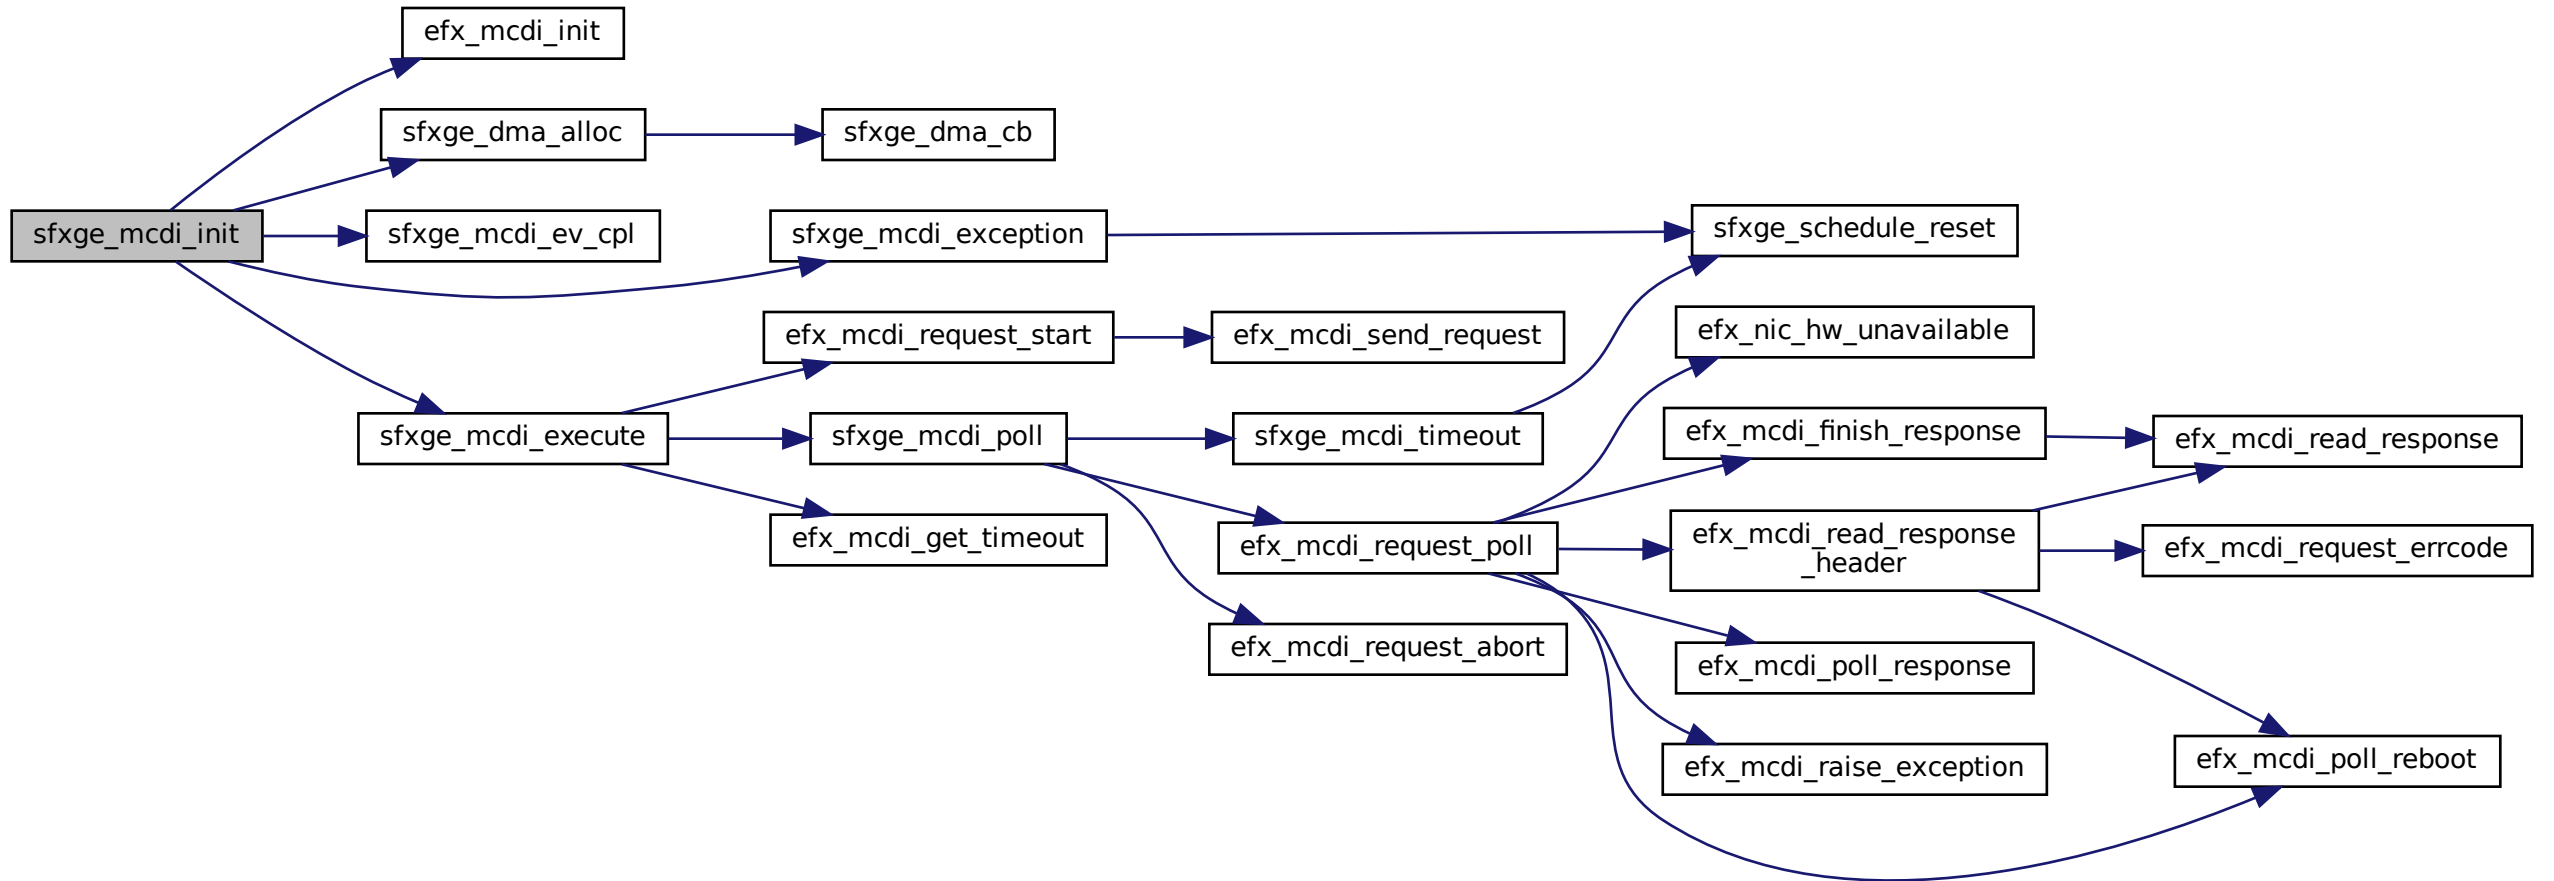 efx_mcdi_init
sfxge_dma_alloc
sfxge_dma_cb
sfxge_mcdi_init
sfxge_mcdi_ev_cpl
sfxge_mcdi_exception
sfxge_schedule_reset
efx_mcdi_request_start
efx_mcdi_send_request
efx_nic_hw_unavailable
sfxge_mcdi_execute
sfxge_mcdi_poll
sfxge_mcdi_timeout
efx_mcdi_finish_response
efx_mcdi_read_response
efx_mcdi_get_timeout
efx_mcdi_request_poll
efx_mcdi_read_response
_header
efx_mcdi_request_errcode
efx_mcdi_request_abort
efx_mcdi_poll_response
efx_mcdi_raise_exception
efx_mcdi_poll_reboot